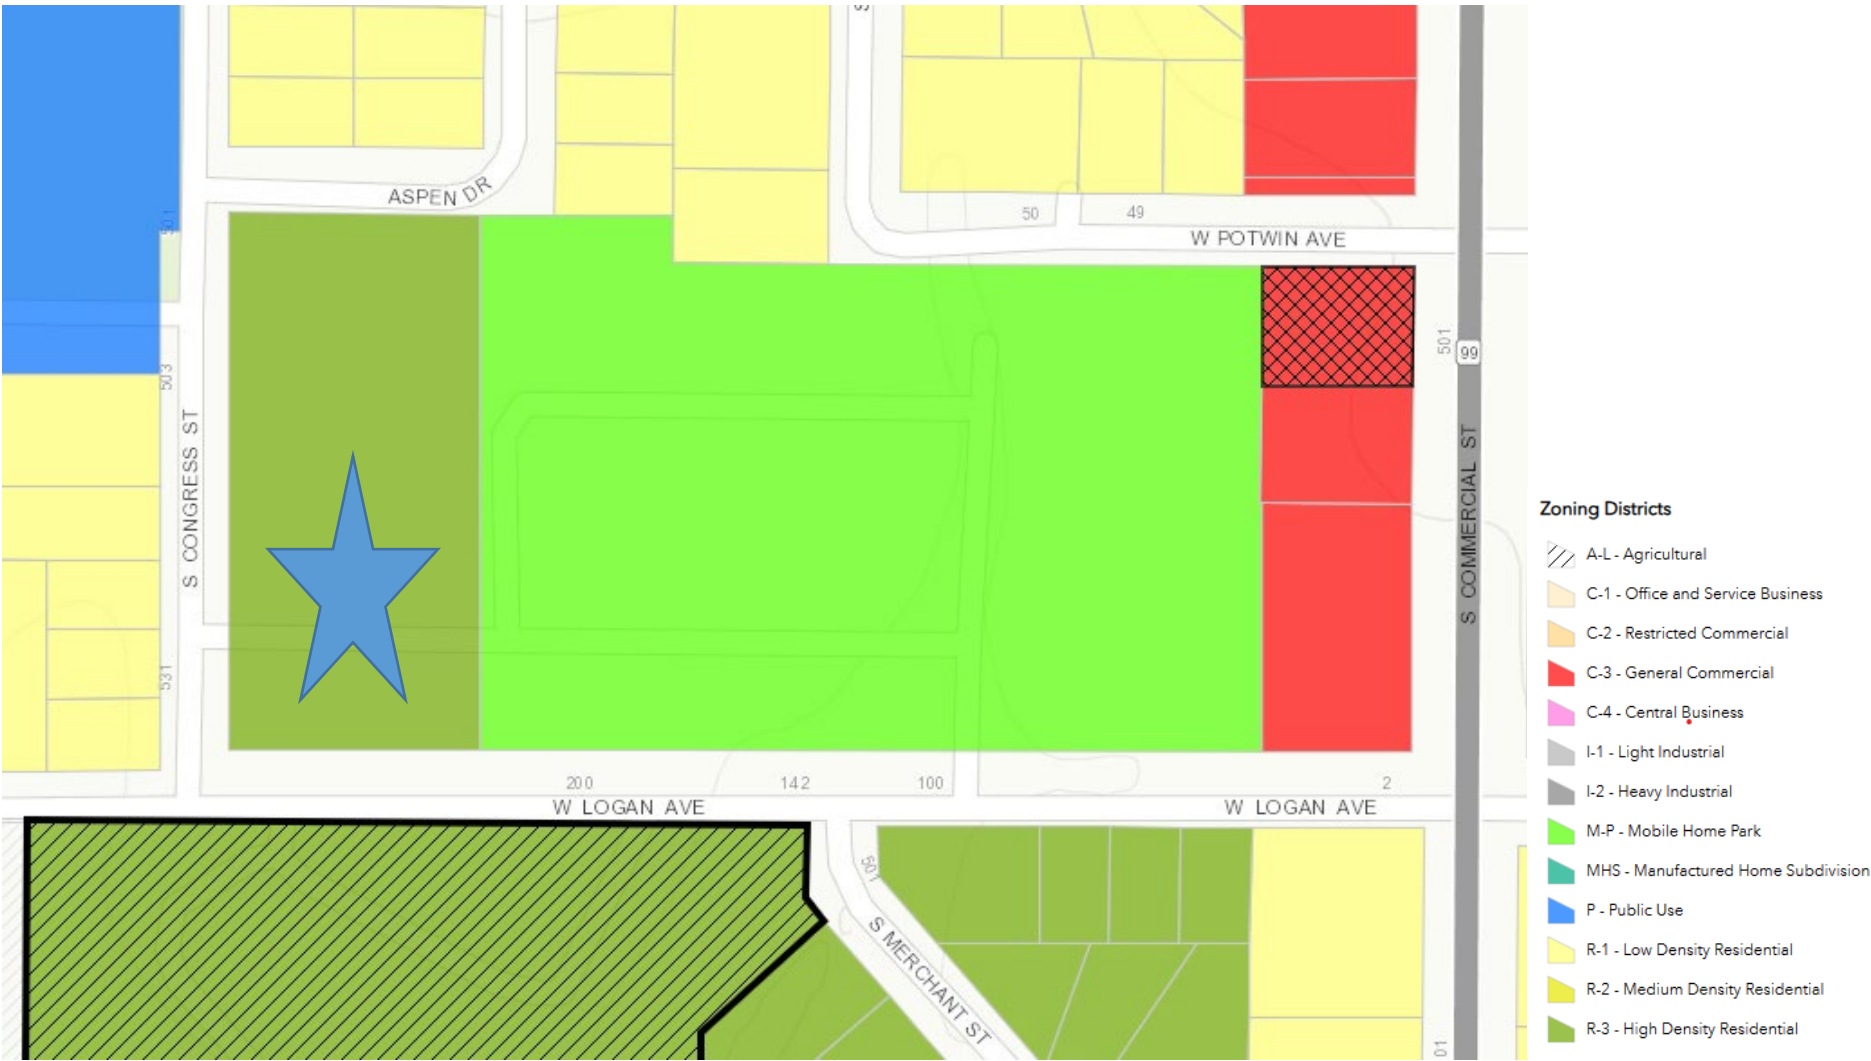 S
ASPEN DR
501
50
49
W POTWIN AVE
501
99
503
S CONGRESS ST
S COMMERCIAL ST
531
200
142
100
2
W LOGAN AVE
W LOGAN AVE
501
S MERCHANT ST
01
Zoning Districts
A-L - Agricultural
C-1 - Office and Service Business
C-2 - Restricted Commercial
C-3 - General Commercial
C-4 - Central Business
I-1 - Light Industrial
I-2 - Heavy Industrial
M-P - Mobile Home Park
MHS - Manufactured Home Subdivision
P - Public Use
R-1 - Low Density Residential
R-2 - Medium Density Residential
R-3 - High Density Residential